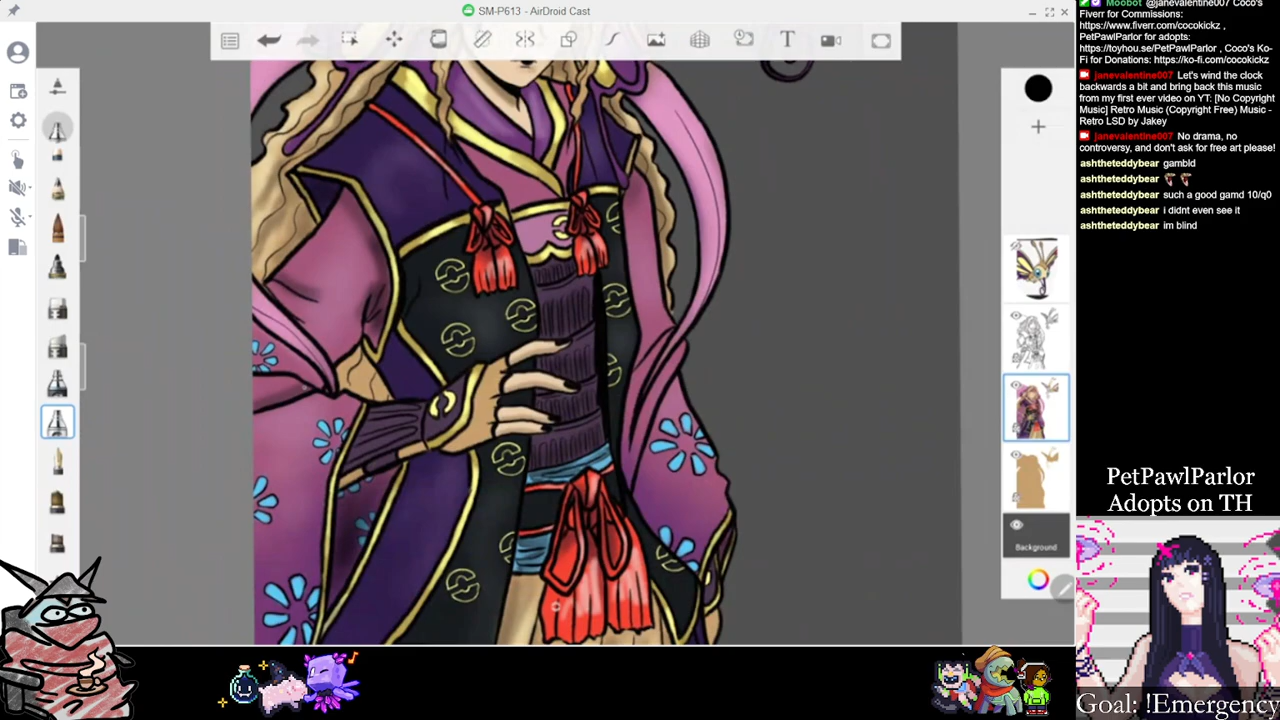 SM-P613 - AirDroid Cast
T
Background
Moobot @janevalentine007 Coco's
Fiverr for Commissions:
https://www.fiverr.com/cocokickz ,
PetPawlParlor for adopts:
https://toyhou.se/PetPawlParlor , Coco's Ko-
Fi for Donations: https://ko-fi.com/cocokickz
janevalentine007 Let's wind the clock
backwards a bit and bring back this music
from my first ever video on YT: [No Copyright
Music] Retro Music (Copyright Free) Music -
Retro LSD by Jakey
janevalentine007 No drama, no
controversy, and don't ask for free art please!
ashtheteddybear gambld
ashtheteddybear
ashtheteddybear such a good gamd 10/q0
ashtheteddybear i didnt even see it
ashtheteddybear im blind
PetPawlParlor
Adopts on TH
Goal: !Emergency